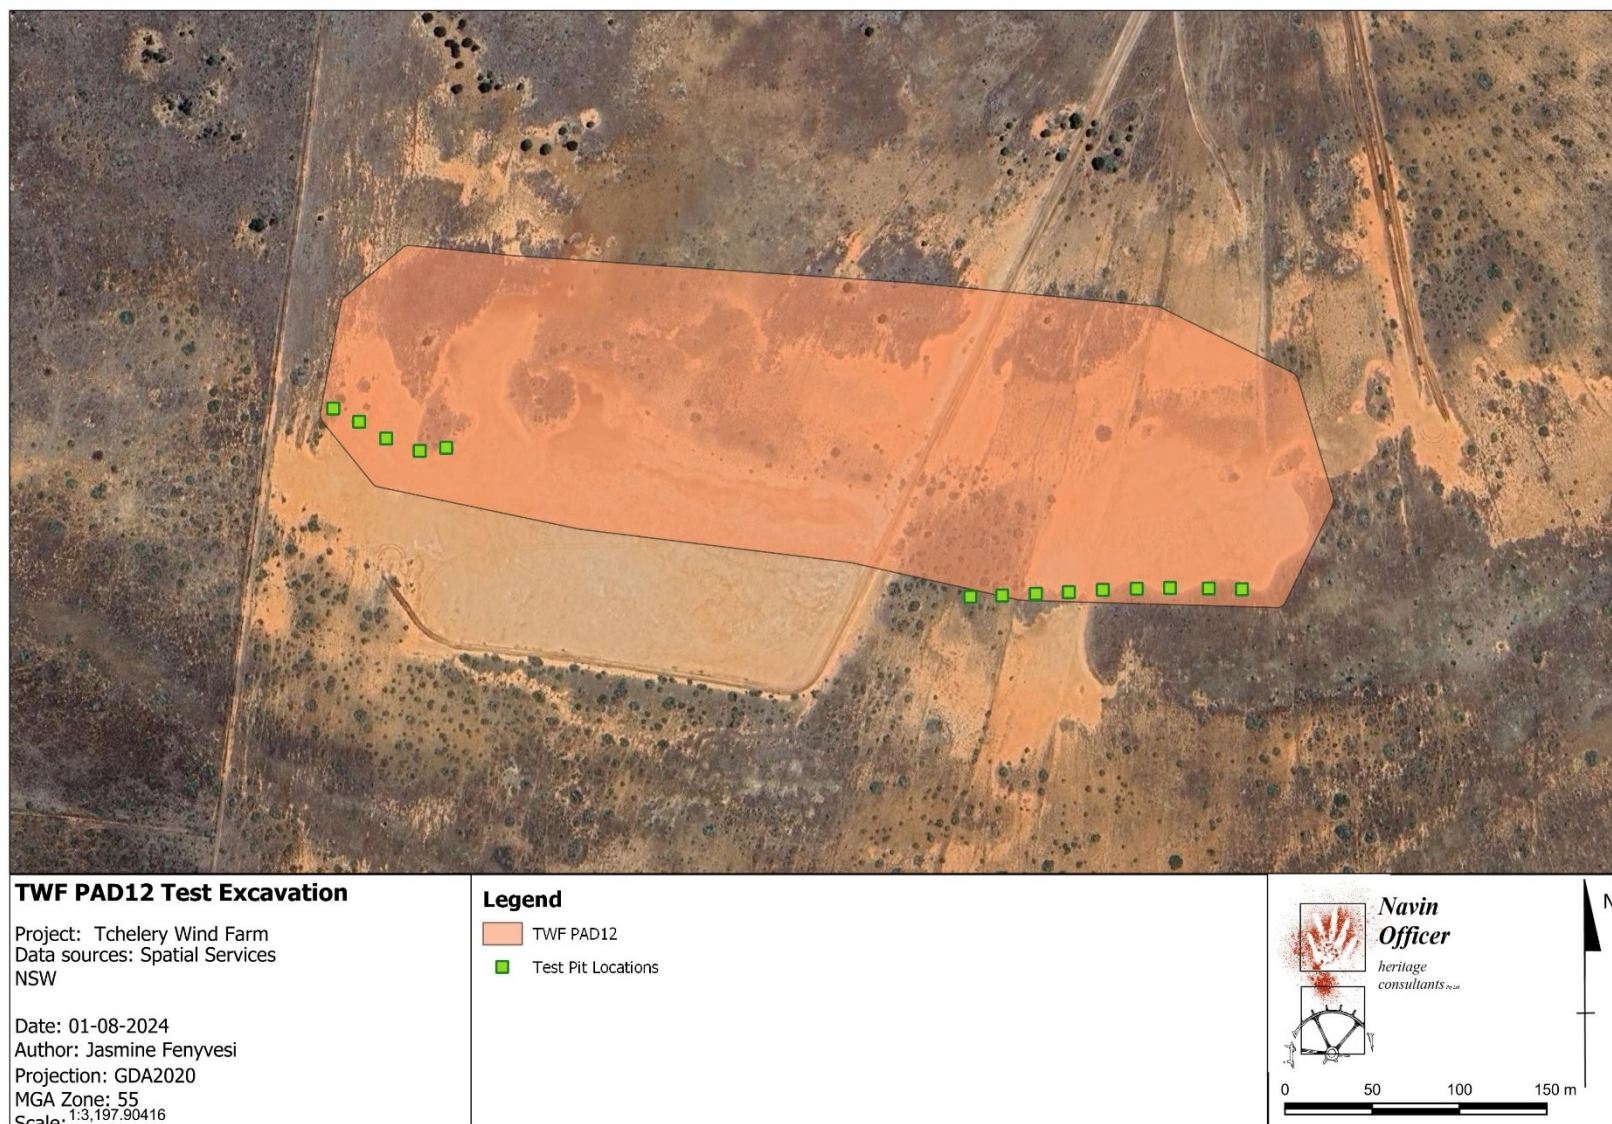 TWF PAD12 Test Excavation
Project: Tchelery Wind Farm
Data sources: Spatial Services
NSW
Date: 01-08-2024
Author: Jasmine Fenyvesi
Projection: GDA2020
MGA Zone: 55
Scale: 1:3,197.90416
Legend
TWF PAD12
Test Pit Locations
Navin
Officer
heritage
consultants Pty Ltd
N
0 50 100 150 m